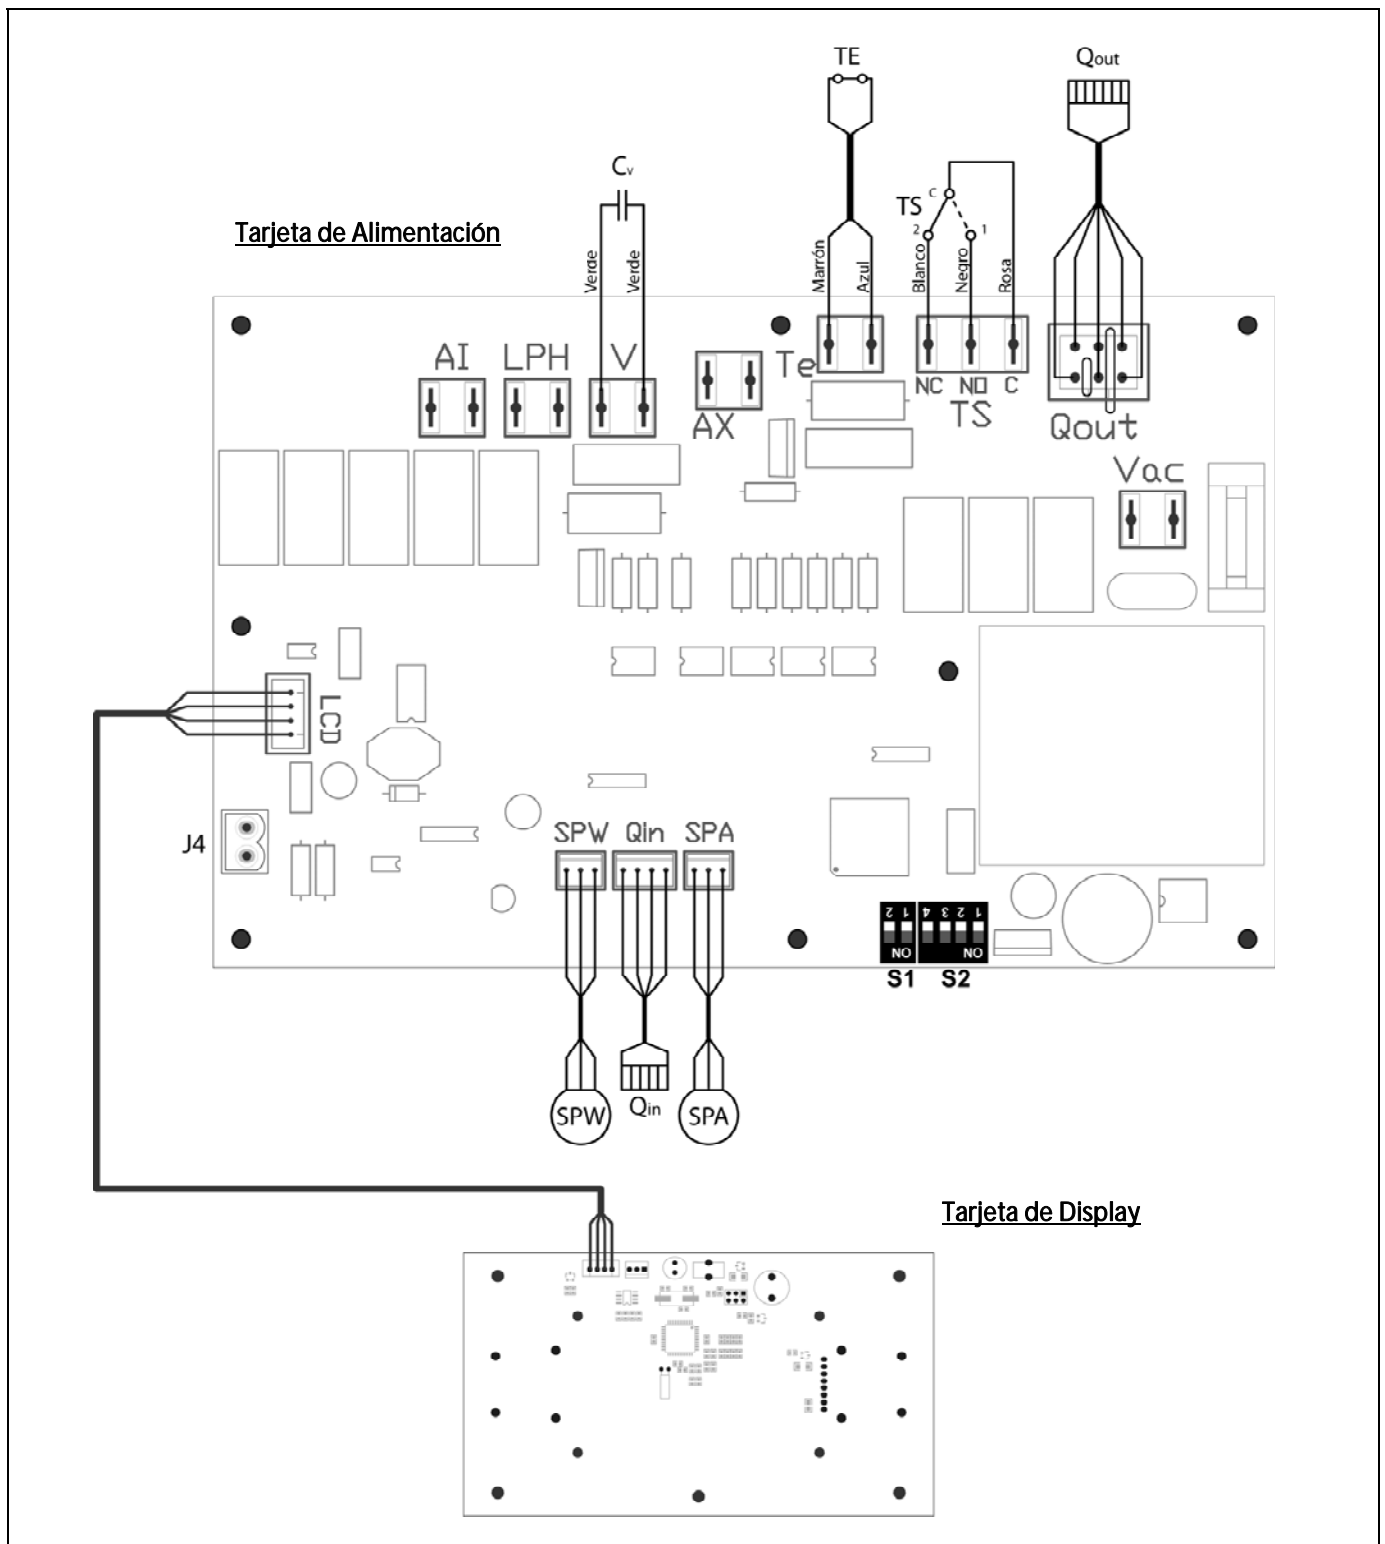 TE
Qout
Cv
C
TS
2
1
Tarjeta de Alimentación
Verde
Verde
Marrón
Azul
Blanco
Negro
Rosa
AI
LPH
V
AX
Te
NC
NO
C
TS
Qout
Vac
LCD
J4
SPW
Qin
SPA
2 1
4 3 2 1
ON
ON
S1
S2
SPW
Qin
SPA
Tarjeta de Display